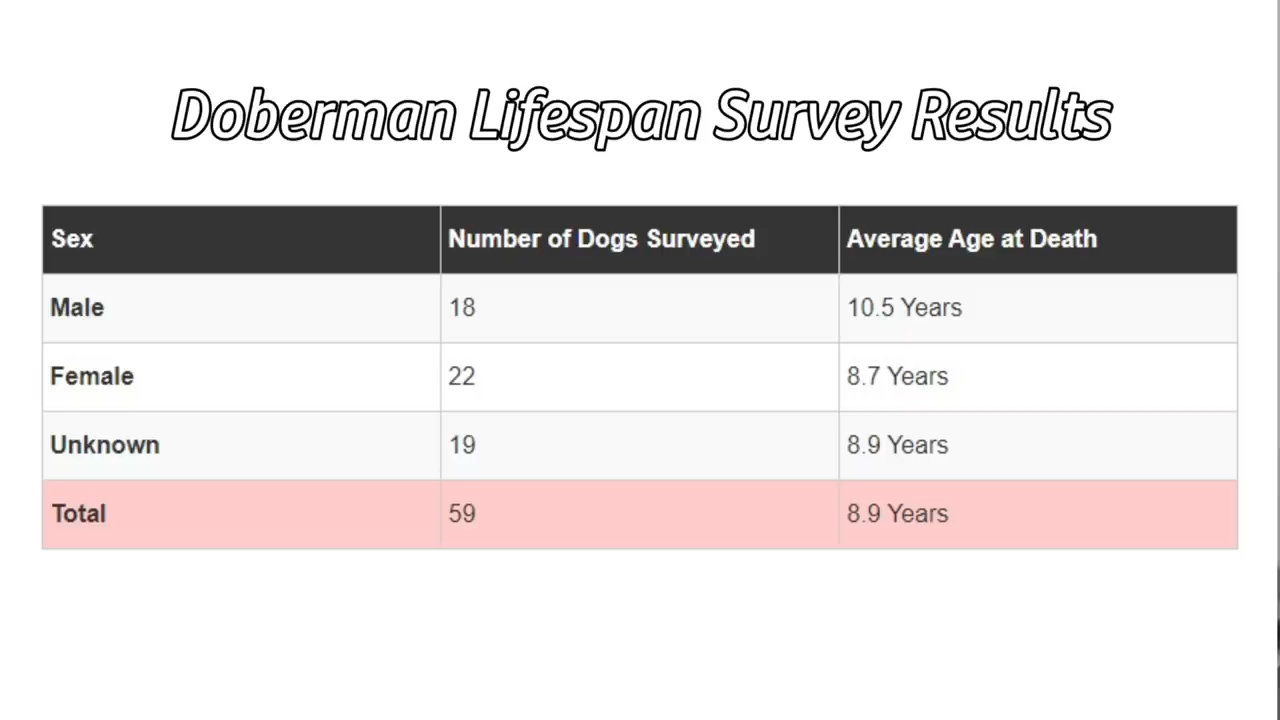 Doberman Lifespan Survey Results
Sex Number of Dogs Surveyed Average Age at Death
Male 18 10.5 Years
Female 22 8.7 Years
Unknown 19 8.9 Years
Total 59 8.9 Years